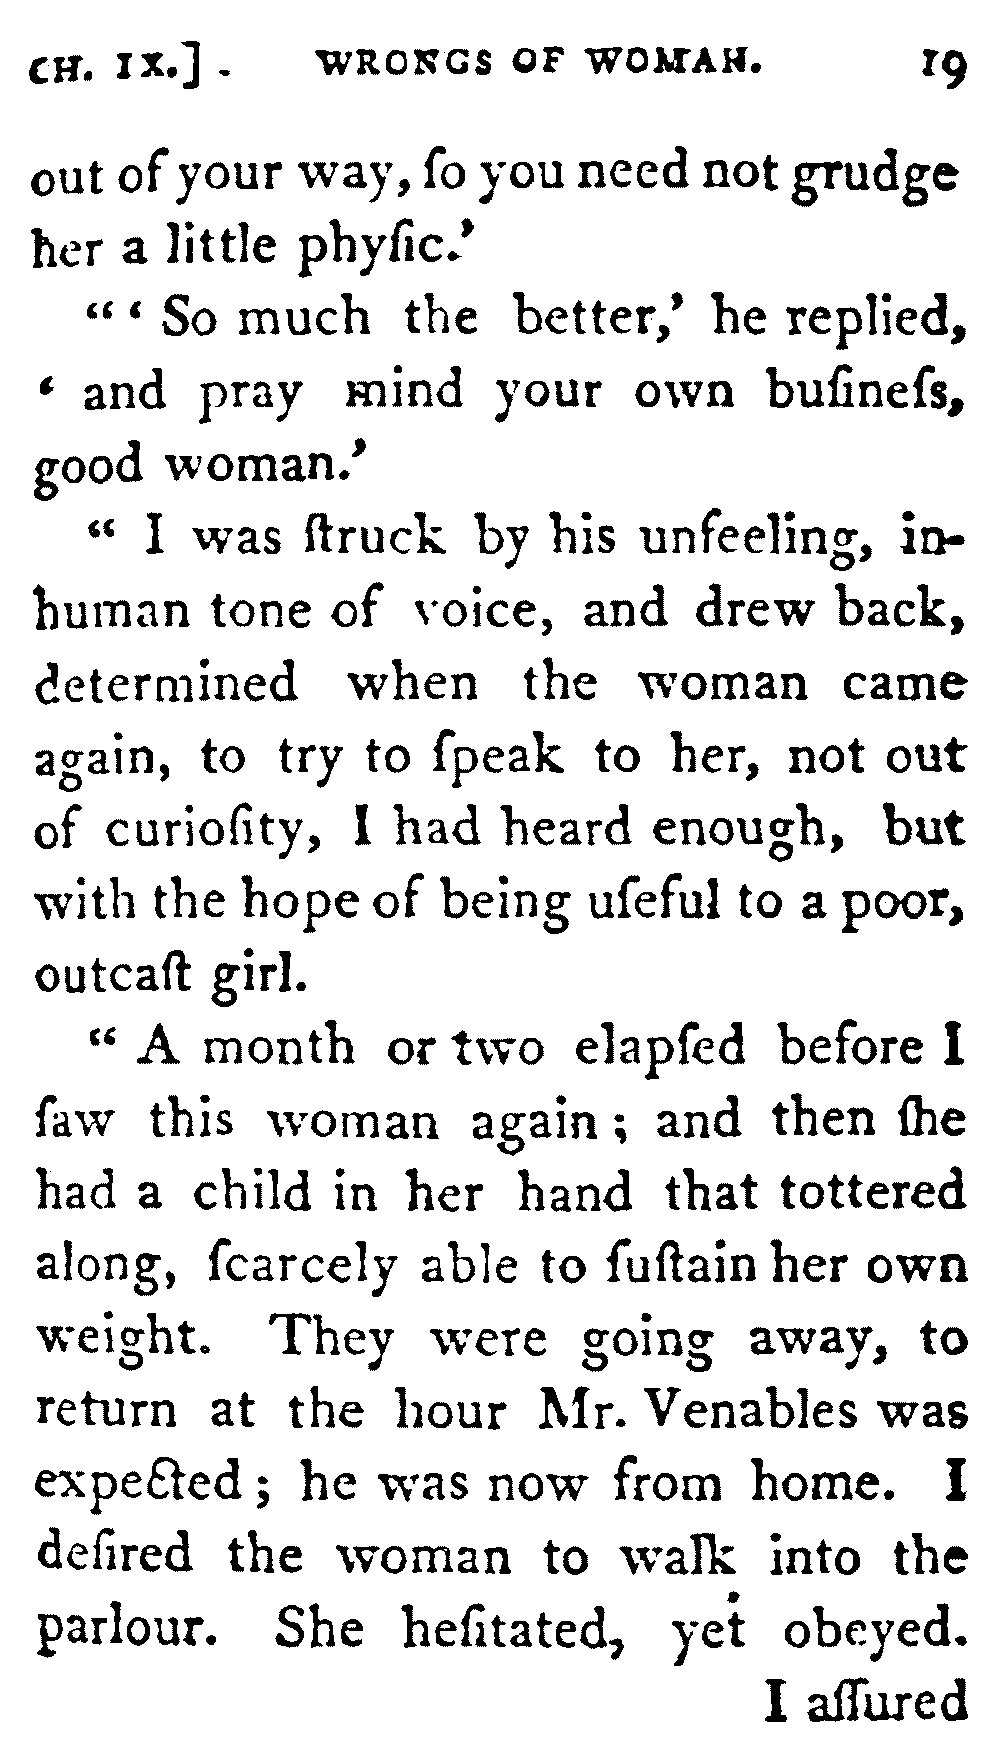 CH. IX.] . WRONGS OF WOMAN. 19
out of your way, ſo you need not grudge
her a little phyſic.'
“ ‘ So much the better,’ he replied,
‘ and pray mind your own buſineſs,
good woman.’
“ I was ſtruck by his unfeeling, in-
human tone of voice, and drew back,
determined when the woman came
again, to try to ſpeak to her, not out
of curioſity, I had heard enough, but
with the hope of being uſeful to a poor,
outcaſt girl.
“ A month or two elapſed before I
ſaw this woman again ; and then ſhe
had a child in her hand that tottered
along, ſcarcely able to ſuſtain her own
weight. They were going away, to
return at the hour Mr. Venables was
expected ; he was now from home. I
deſired the woman to walk into the
parlour. She heſitated, yet obeyed.
I aſſured